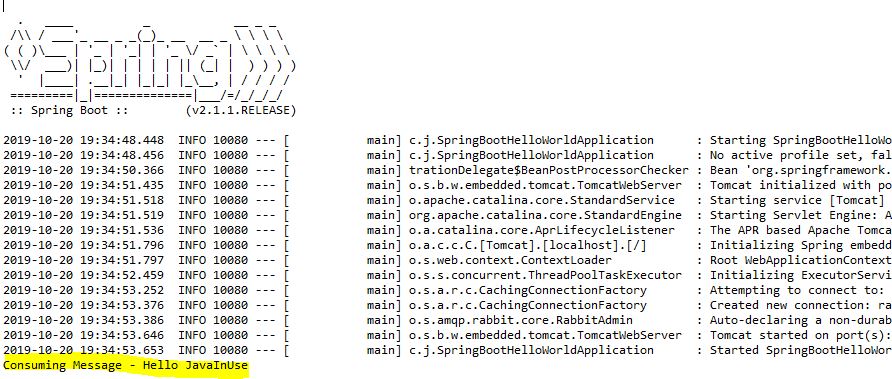 .   ____          _            __ _ _
 /\\ / ___'_ __ _ _(_)_ __  __ _ \ \ \ \
( ( )\___ | '_ | '_| | '_ \/ _` | \ \ \ \
 \\/  ___)| |_)| | | | | || (_| |  ) ) ) )
  '  |____| .__|_| |_|_| |_\__, | / / / /
 =========|_|==============|___/=/_/_/_/
 :: Spring Boot ::        (v2.1.1.RELEASE)
2019-10-20 19:34:48.448  INFO 10080 --- [           main] c.j.SpringBootHelloWorldApplication      : Starting SpringBootHelloWo
2019-10-20 19:34:48.456  INFO 10080 --- [           main] c.j.SpringBootHelloWorldApplication      : No active profile set, fal
2019-10-20 19:34:50.366  INFO 10080 --- [           main] trationDelegate$BeanPostProcessorChecker : Bean 'org.springframework.
2019-10-20 19:34:51.435  INFO 10080 --- [           main] o.s.b.w.embedded.tomcat.TomcatWebServer  : Tomcat initialized with po
2019-10-20 19:34:51.518  INFO 10080 --- [           main] o.apache.catalina.core.StandardService   : Starting service [Tomcat]
2019-10-20 19:34:51.519  INFO 10080 --- [           main] org.apache.catalina.core.StandardEngine  : Starting Servlet Engine: A
2019-10-20 19:34:51.536  INFO 10080 --- [           main] o.a.catalina.core.AprLifecycleListener   : The APR based Apache Tomca
2019-10-20 19:34:51.796  INFO 10080 --- [           main] o.a.c.c.C.[Tomcat].[localhost].[/]       : Initializing Spring embedd
2019-10-20 19:34:51.797  INFO 10080 --- [           main] o.s.web.context.ContextLoader            : Root WebApplicationContext
2019-10-20 19:34:52.459  INFO 10080 --- [           main] o.s.s.concurrent.ThreadPoolTaskExecutor  : Initializing ExecutorServi
2019-10-20 19:34:53.252  INFO 10080 --- [           main] o.s.a.r.c.CachingConnectionFactory       : Attempting to connect to:
2019-10-20 19:34:53.376  INFO 10080 --- [           main] o.s.a.r.c.CachingConnectionFactory       : Created new connection: ra
2019-10-20 19:34:53.386  INFO 10080 --- [           main] o.s.amqp.rabbit.core.RabbitAdmin         : Auto-declaring a non-durab
2019-10-20 19:34:53.646  INFO 10080 --- [           main] o.s.b.w.embedded.tomcat.TomcatWebServer  : Tomcat started on port(s):
2019-10-20 19:34:53.653  INFO 10080 --- [           main] c.j.SpringBootHelloWorldApplication      : Started SpringBootHelloWor
Consuming Message - Hello JavaInUse